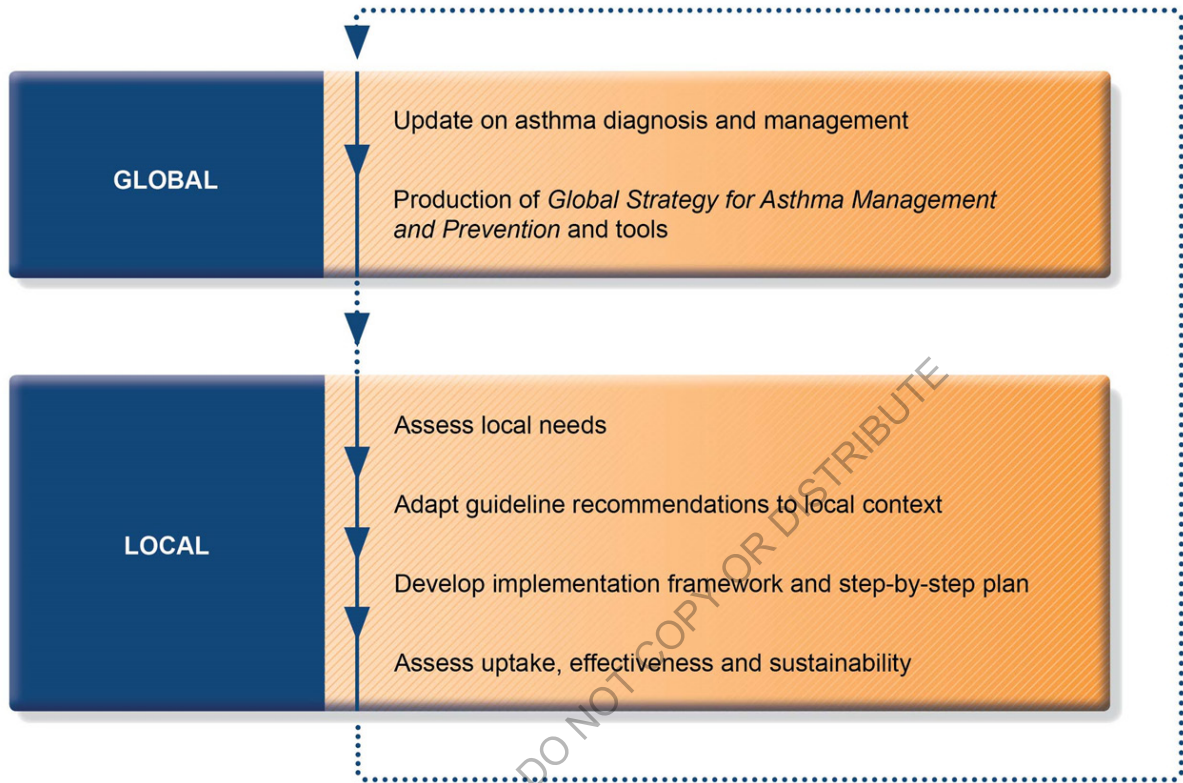 GLOBAL
Update on asthma diagnosis and management
Production of Global Strategy for Asthma Management
and Prevention and tools
LOCAL
Assess local needs
Adapt guideline recommendations to local context
Develop implementation framework and step-by-step plan
Assess uptake, effectiveness and sustainability
DO NOT COPY OR DISTRIBUTE